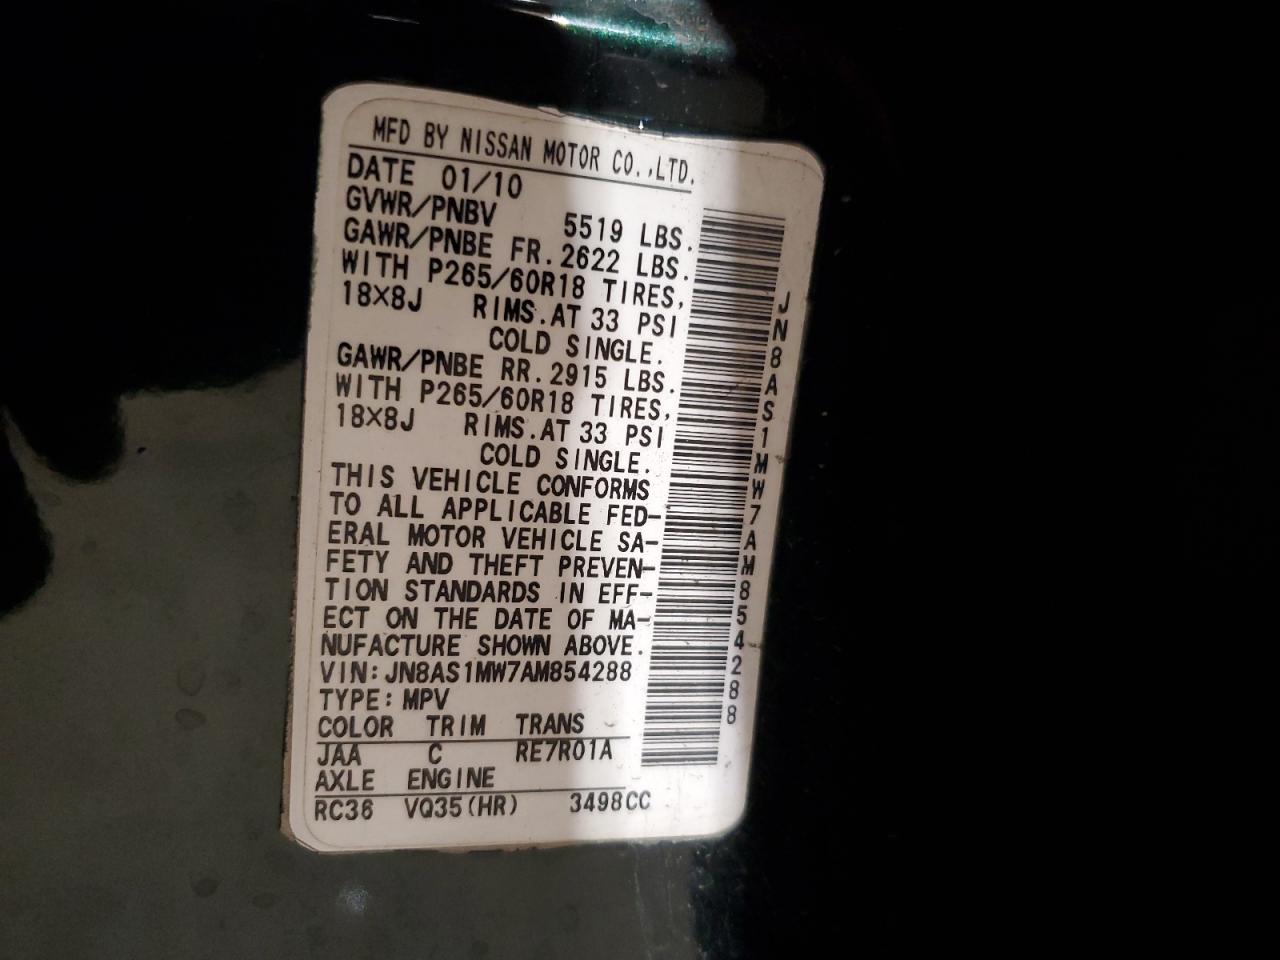 MFD BY NISSAN MOTOR CO.,LTD.
DATE 01/10
GVWR/PNBV 5519 LBS.
GAWR/PNBE FR.2622 LBS.
WITH P265/60R18 TIRES,
18X8J RIMS.AT 33 PSI
COLD SINGLE.
GAWR/PNBE RR.2915 LBS.
WITH P265/60R18 TIRES,
18X8J RIMS.AT 33 PSI
COLD SINGLE.
THIS VEHICLE CONFORMS
TO ALL APPLICABLE FED-
ERAL MOTOR VEHICLE SA-
FETY AND THEFT PREVEN-
TION STANDARDS IN EFF-
ECT ON THE DATE OF MA-
NUFACTURE SHOWN ABOVE.
VIN:JN8AS1MW7AM854288
TYPE:MPV
COLOR TRIM TRANS
JAA C RE7R01A
AXLE ENGINE
RC36 VQ35(HR) 3498CC
JN8AS1MW7AM854288